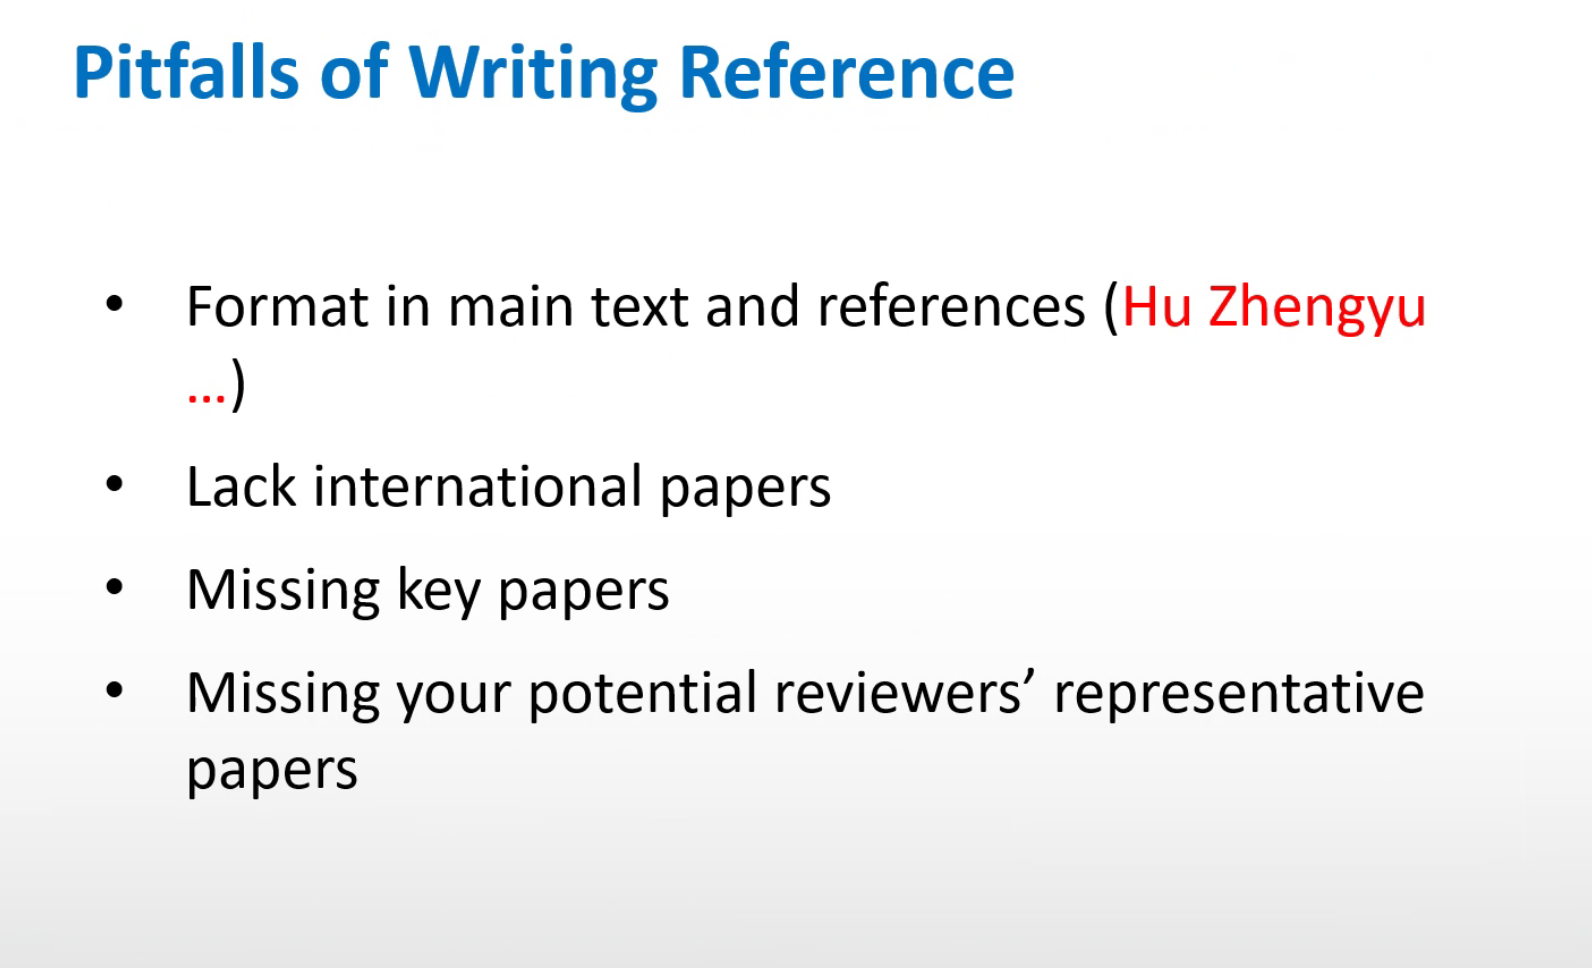 Pitfalls of Writing Reference
• Format in main text and references (Hu Zhengyu
...)
• Lack international papers
• Missing key papers
• Missing your potential reviewers’ representative
papers